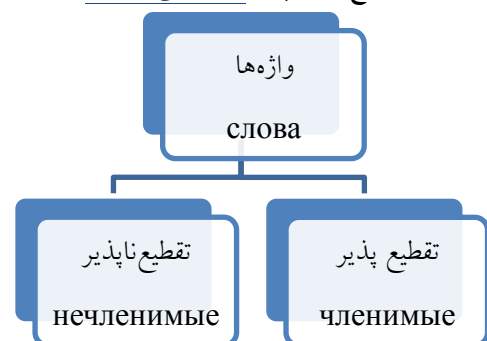 واژه‌ها
слова
تقطیع پذیر
членимые
تقطیع‌ناپذیر
нечленимые